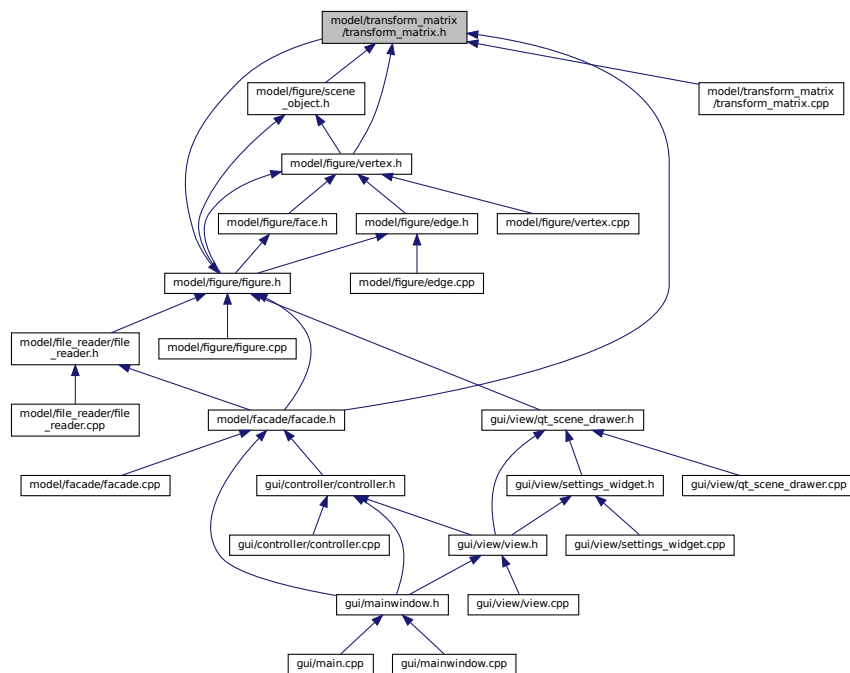 model/transform_matrix
/transform_matrix.h
model/figure/scene
_object.h
model/transform_matrix
/transform_matrix.cpp
model/figure/vertex.h
model/figure/face.h
model/figure/edge.h
model/figure/vertex.cpp
model/figure/figure.h
model/figure/edge.cpp
model/file_reader/file
_reader.h
model/figure/figure.cpp
model/file_reader/file
_reader.cpp
model/facade/facade.h
gui/view/qt_scene_drawer.h
model/facade/facade.cpp
gui/controller/controller.h
gui/view/settings_widget.h
gui/view/qt_scene_drawer.cpp
gui/controller/controller.cpp
gui/view/view.h
gui/view/settings_widget.cpp
gui/mainwindow.h
gui/view/view.cpp
gui/main.cpp
gui/mainwindow.cpp